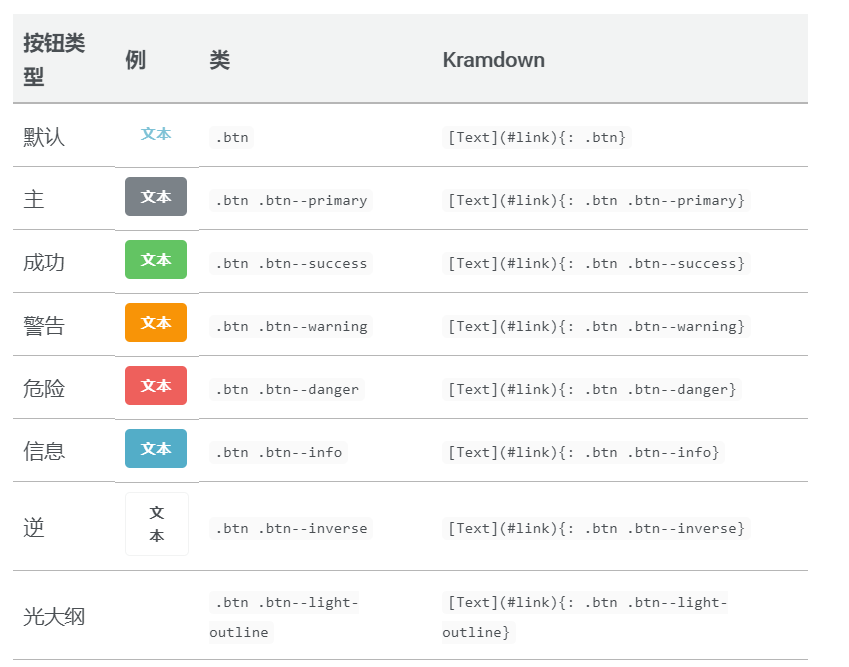 按钮类型 例 类 Kramdown
默认 文本 .btn [Text](#link){: .btn}
主 文本 .btn .btn--primary [Text](#link){: .btn .btn--primary}
成功 文本 .btn .btn--success [Text](#link){: .btn .btn--success}
警告 文本 .btn .btn--warning [Text](#link){: .btn .btn--warning}
危险 文本 .btn .btn--danger [Text](#link){: .btn .btn--danger}
信息 文本 .btn .btn--info [Text](#link){: .btn .btn--info}
逆 文本 .btn .btn--inverse [Text](#link){: .btn .btn--inverse}
光大纲 .btn .btn--light-outline [Text](#link){: .btn .btn--light-outline}